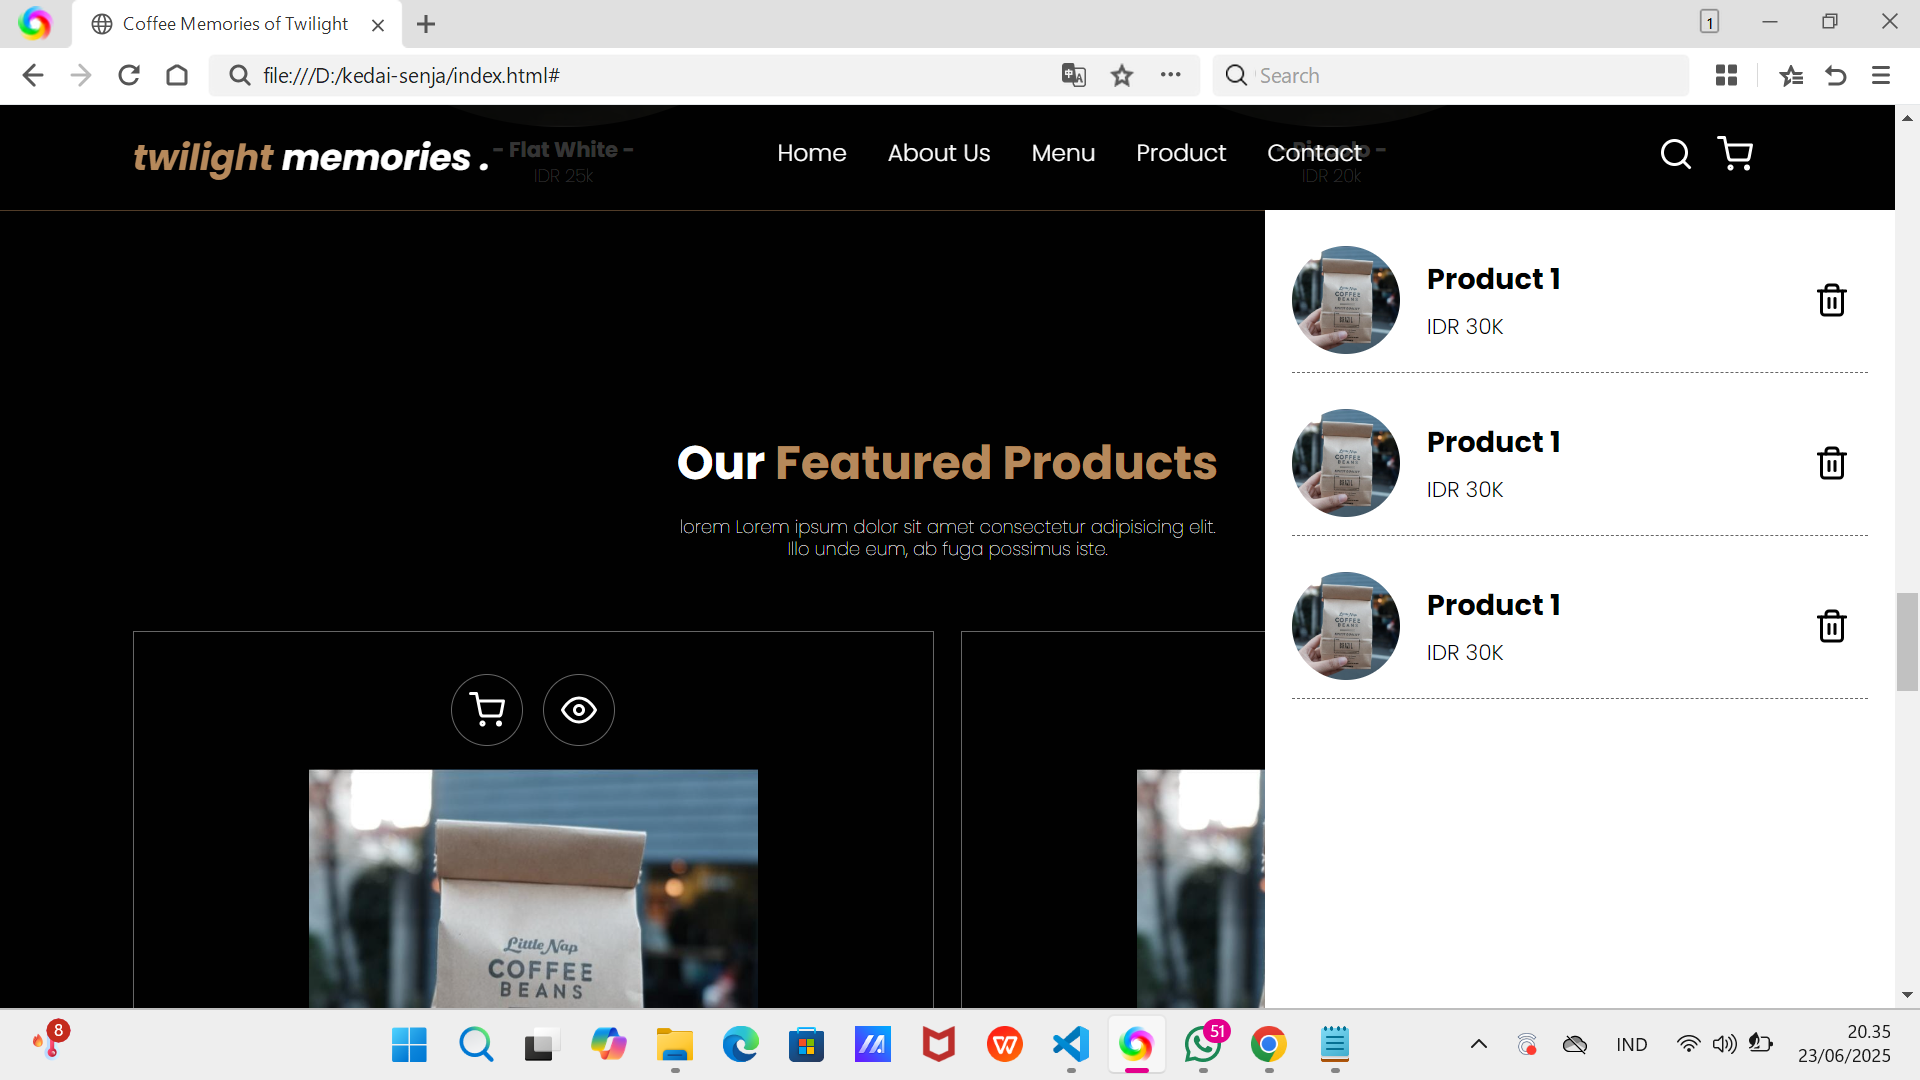 Coffee Memories of Twilight
1
file:///D:/kedai-senja/index.html#
Search
twilight memories .
- Flat White -
IDR 25k
Home
About Us
Menu
Product
Contact
IDR 20k
Product 1
IDR 30K
Product 1
IDR 30K
Product 1
IDR 30K
Our Featured Products
lorem Lorem ipsum dolor sit amet consectetur adipisicing elit.
Illo unde eum, ab fuga possimus iste.
Little Nap
COFFEE
BEANS
8
51
IND
20.35
23/06/2025